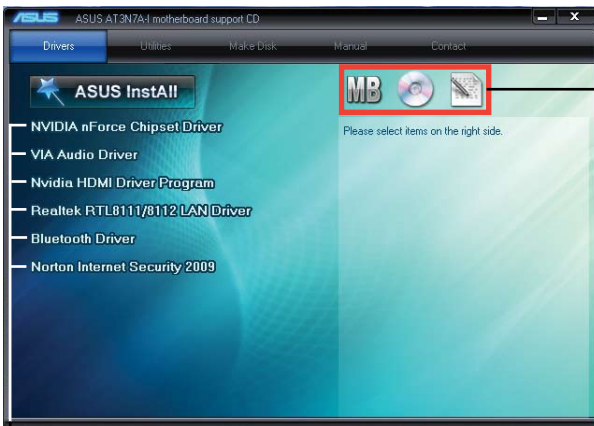 ASUS ASUS AT3N7A-I motherboard support CD
Drivers Utilities Make Disk Manual Contact
ASUS InstAll
MB
NVIDIA nForce Chipset Driver
Please select items on the right side.
VIA Audio Driver
Nvidia HDMI Driver Program
Realtek RTL8111/8112 LAN Driver
Bluetooth Driver
Norton Internet Security 2009